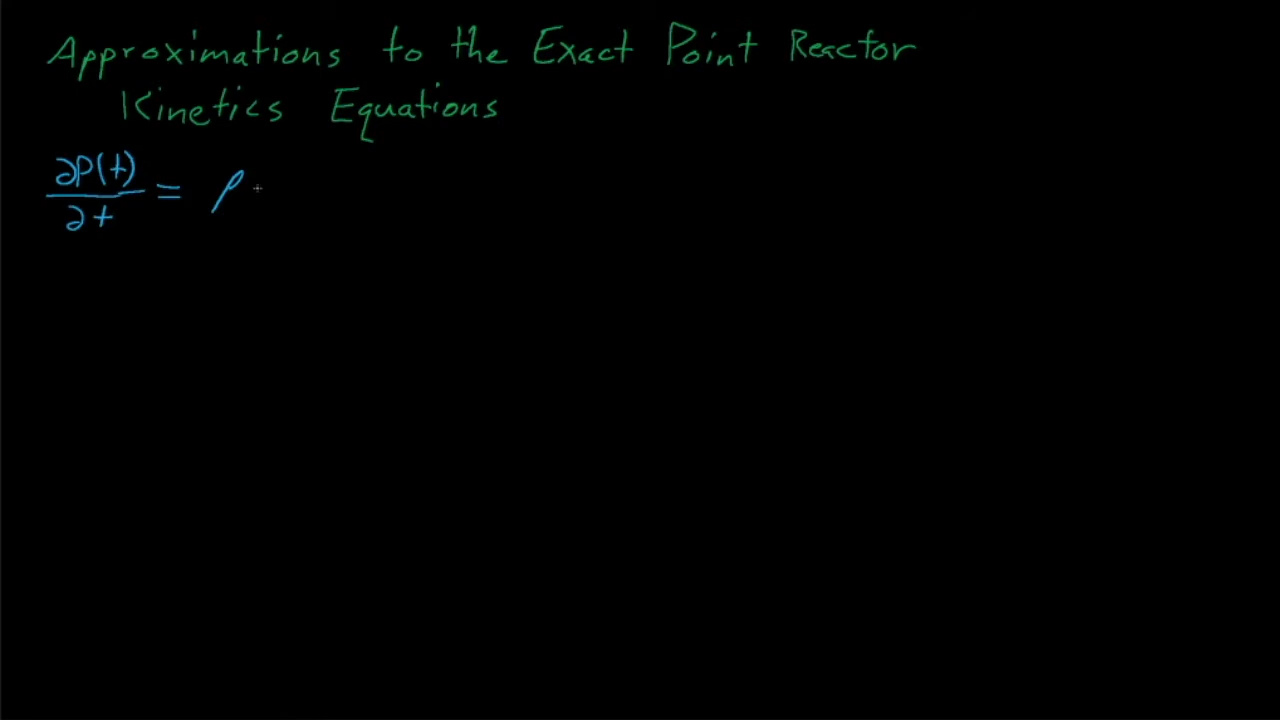 Approximations to the Exact Point Reactor
Kinetics Equations
∂P(t)
∂t
= ρ